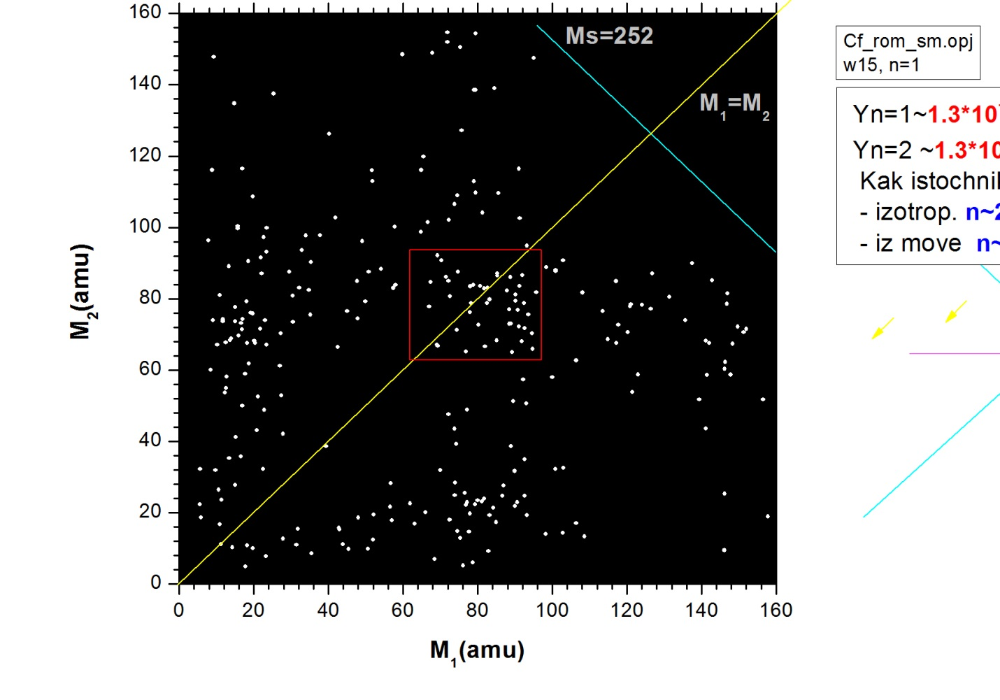 160
140
120
100
80
60
40
20
0
M2(amu)
Ms=252
M1=M2
0 20 40 60 80 100 120 140 160
M1(amu)
Cf_rom_sm.opj
w15, n=1
Yn=1~1.3*10
Yn=2 ~1.3*10
Kak
- izotrop. n~2
- iz move n~